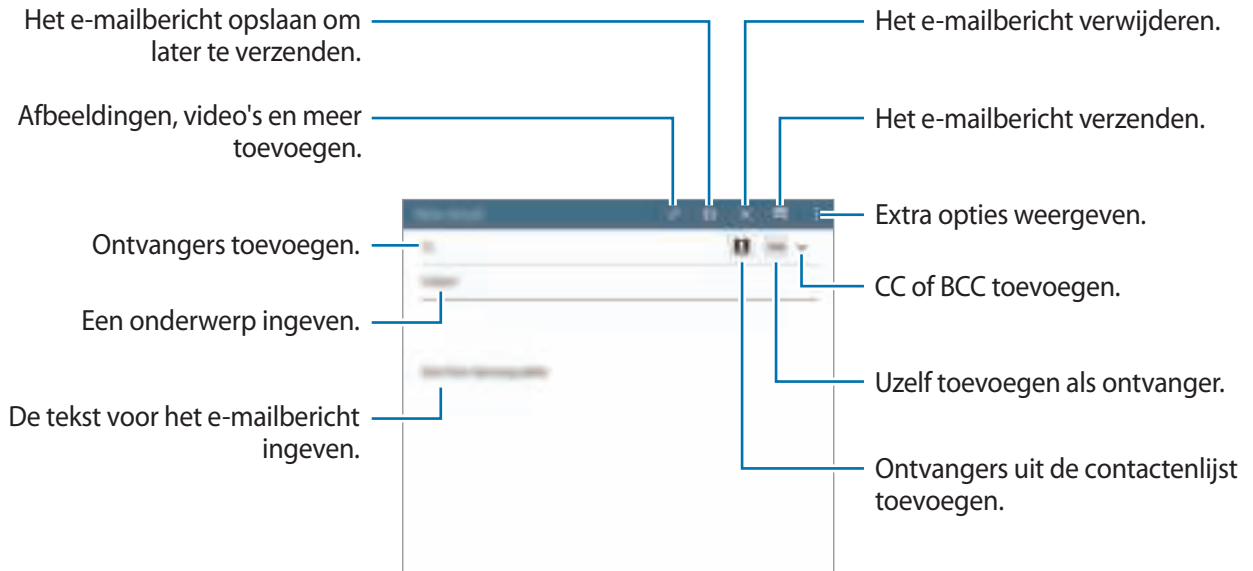 Het e-mailbericht opslaan om
later te verzenden.
Afbeeldingen, video's en meer
toevoegen.
Ontvangers toevoegen.
Een onderwerp ingeven.
De tekst voor het e-mailbericht
ingeven.
Het e-mailbericht verwijderen.
Het e-mailbericht verzenden.
Extra opties weergeven.
CC of BCC toevoegen.
Uzelf toevoegen als ontvanger.
Ontvangers uit de contactenlijst
toevoegen.